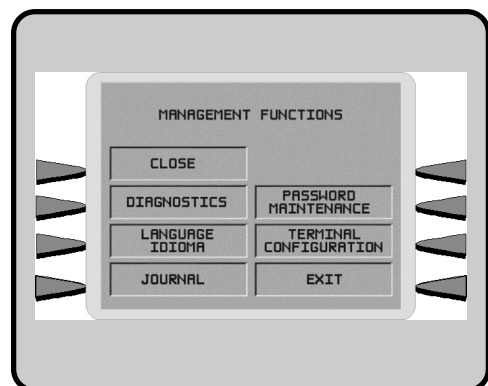 MANAGEMENT FUNCTIONS
CLOSE
DIAGNOSTICS
PASSWORD
MAINTENANCE
LANGUAGE
IDIOMA
TERMINAL
CONFIGURATION
JOURNAL
EXIT